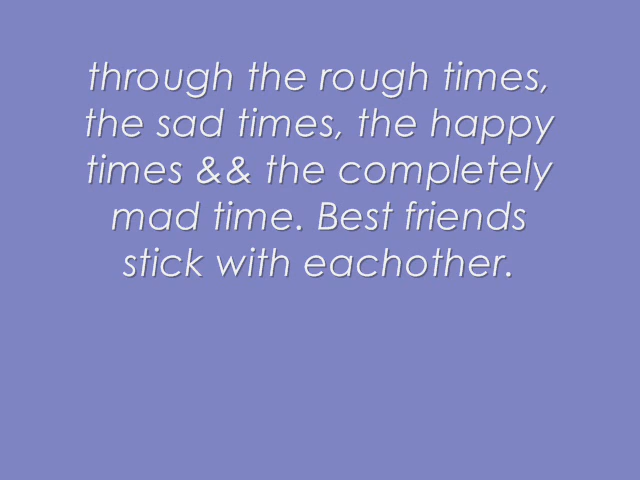 through the rough times,
the sad times, the happy
times && the completely
mad time. Best friends
stick with eachother.